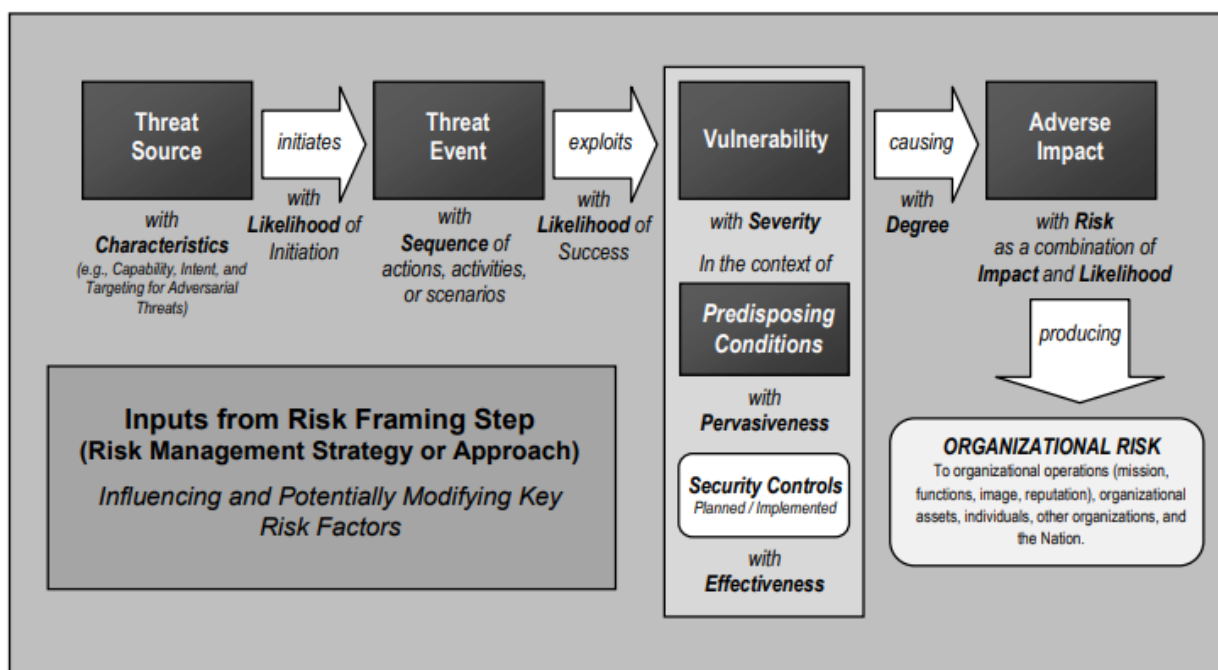 Threat
Source
with
Characteristics
(e.g., Capability, Intent, and
Targeting for Adversarial
Threats)
initiates
with
Likelihood of
Initiation
Threat
Event
with
Sequence of
actions, activities,
or scenarios
exploits
with
Likelihood of
Success
Vulnerability
with Severity
In the context of
Predisposing
Conditions
with
Pervasiveness
Security Controls
Planned / Implemented
with
Effectiveness
causing
with
Degree
Adverse
Impact
with Risk
as a combination of
Impact and Likelihood
producing
ORGANIZATIONAL RISK
To organizational operations (mission,
functions, image, reputation), organizational
assets, individuals, other organizations, and
the Nation.
Inputs from Risk Framing Step
(Risk Management Strategy or Approach)
Influencing and Potentially Modifying Key
Risk Factors